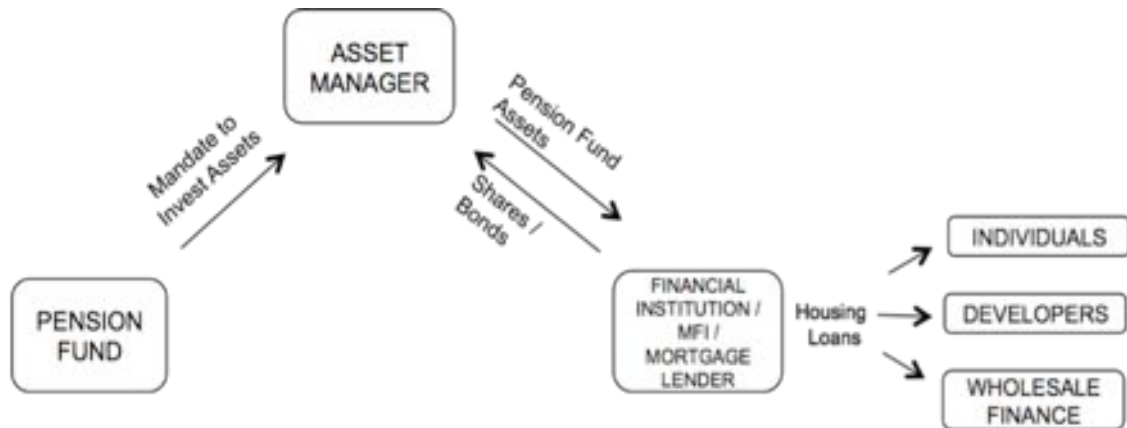 ASSET
MANAGER
Mandate to
Invest Assets
Pension Fund
Assets
Shares /
Bonds
PENSION
FUND
FINANCIAL
INSTITUTION /
MFI /
MORTGAGE
LENDER
Housing
Loans
INDIVIDUALS
DEVELOPERS
WHOLESALE
FINANCE